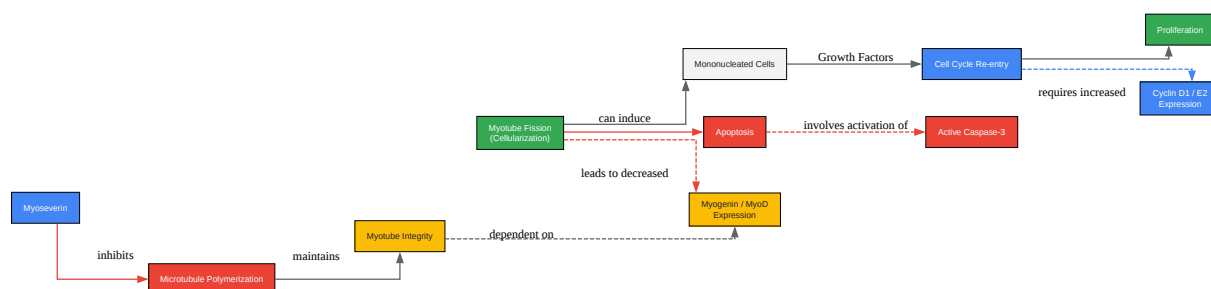 Proliferation
Mononucleated Cells
Growth Factors
Cell Cycle Re-entry
requires increased
Cyclin D1 / E2
Expression
Myotube Fission
(Cellularization)
can induce
Apoptosis
involves activation of
Active Caspase-3
leads to decreased
Myogenin / MyoD
Expression
Myoseverin
Myotube Integrity
dependent on
inhibits
maintains
Microtubule Polymerization